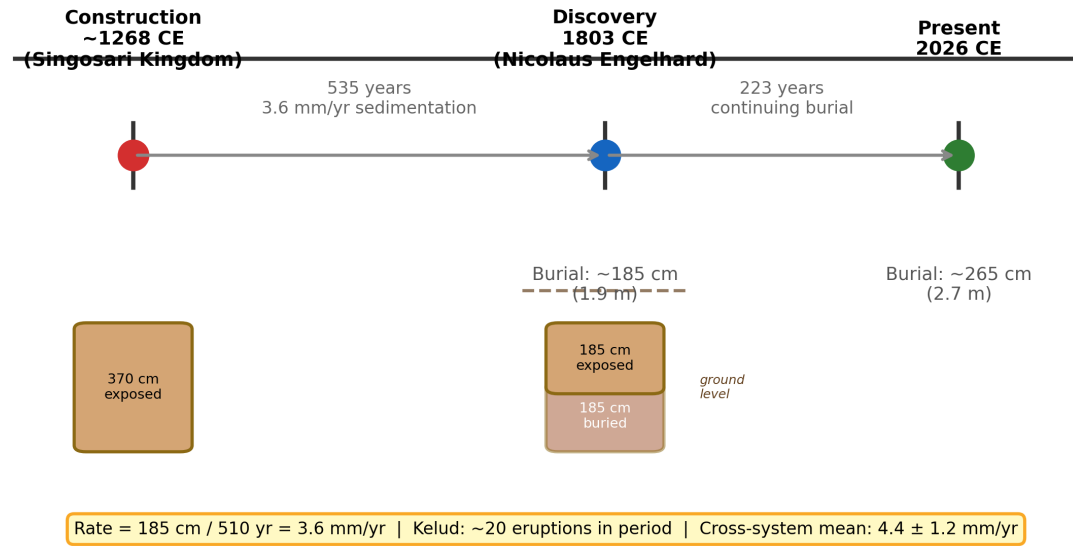 Construction
~1268 CE
(Singosari Kingdom)
Discovery
1803 CE
(Nicolaus Engelhard)
Present
2026 CE
535 years
3.6 mm/yr sedimentation
223 years
continuing burial
Burial: ~185 cm
(1.9 m)
Burial: ~265 cm
(2.7 m)
370 cm
exposed
185 cm
exposed
185 cm
buried
ground
level
Rate = 185 cm / 510 yr = 3.6 mm/yr | Kelud: ~20 eruptions in period | Cross-system mean: 4.4 ± 1.2 mm/yr